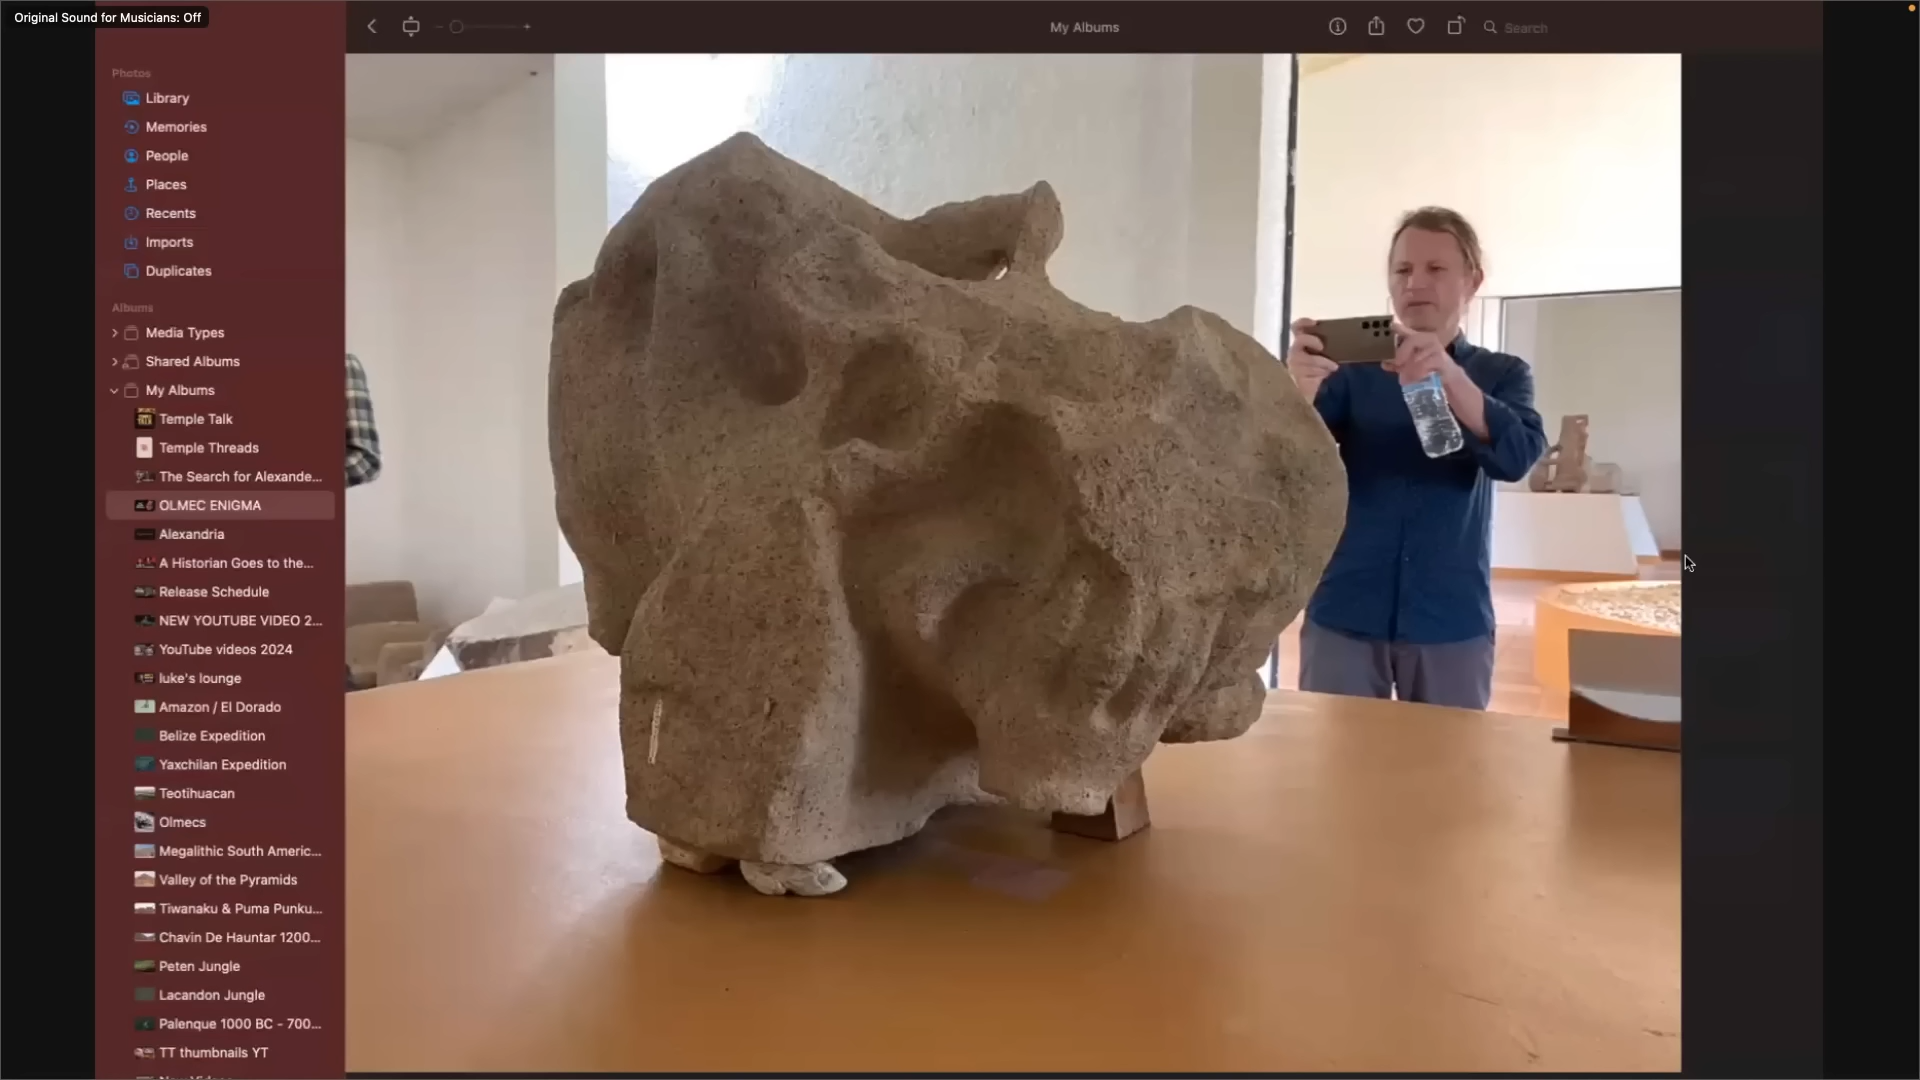 Original Sound for Musicians: Off
My Albums
Search
Photos
Library
Memories
People
Places
Recents
Imports
Duplicates
Albums
Media Types
Shared Albums
My Albums
Temple Talk
Temple Threads
The Search for Alexande...
OLMEC ENIGMA
Alexandria
A Historian Goes to the...
Release Schedule
NEW YOUTUBE VIDEO 2...
YouTube videos 2024
luke's lounge
Amazon / El Dorado
Belize Expedition
Yaxchilan Expedition
Teotihuacan
Olmecs
Megalithic South Americ...
Valley of the Pyramids
Tiwanaku & Puma Punku...
Chavin De Hauntar 1200...
Peten Jungle
Lacandon Jungle
Palenque 1000 BC - 700...
TT thumbnails YT